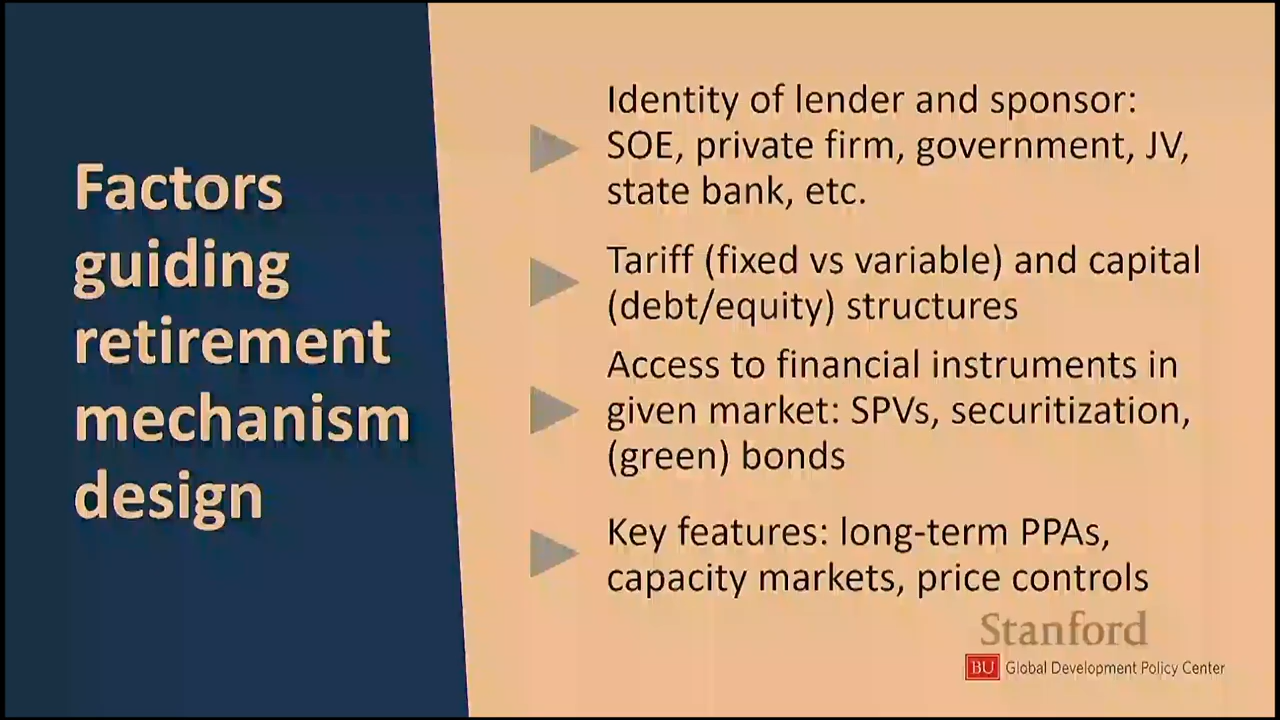 Factors
guiding
retirement
mechanism
design
Identity of lender and sponsor:
SOE, private firm, government, JV,
state bank, etc.
Tariff (fixed vs variable) and capital
(debt/equity) structures
Access to financial instruments in
given market: SPVs, securitization,
(green) bonds
Key features: long-term PPAs,
capacity markets, price controls
Stanford
BU Global Development Policy Center